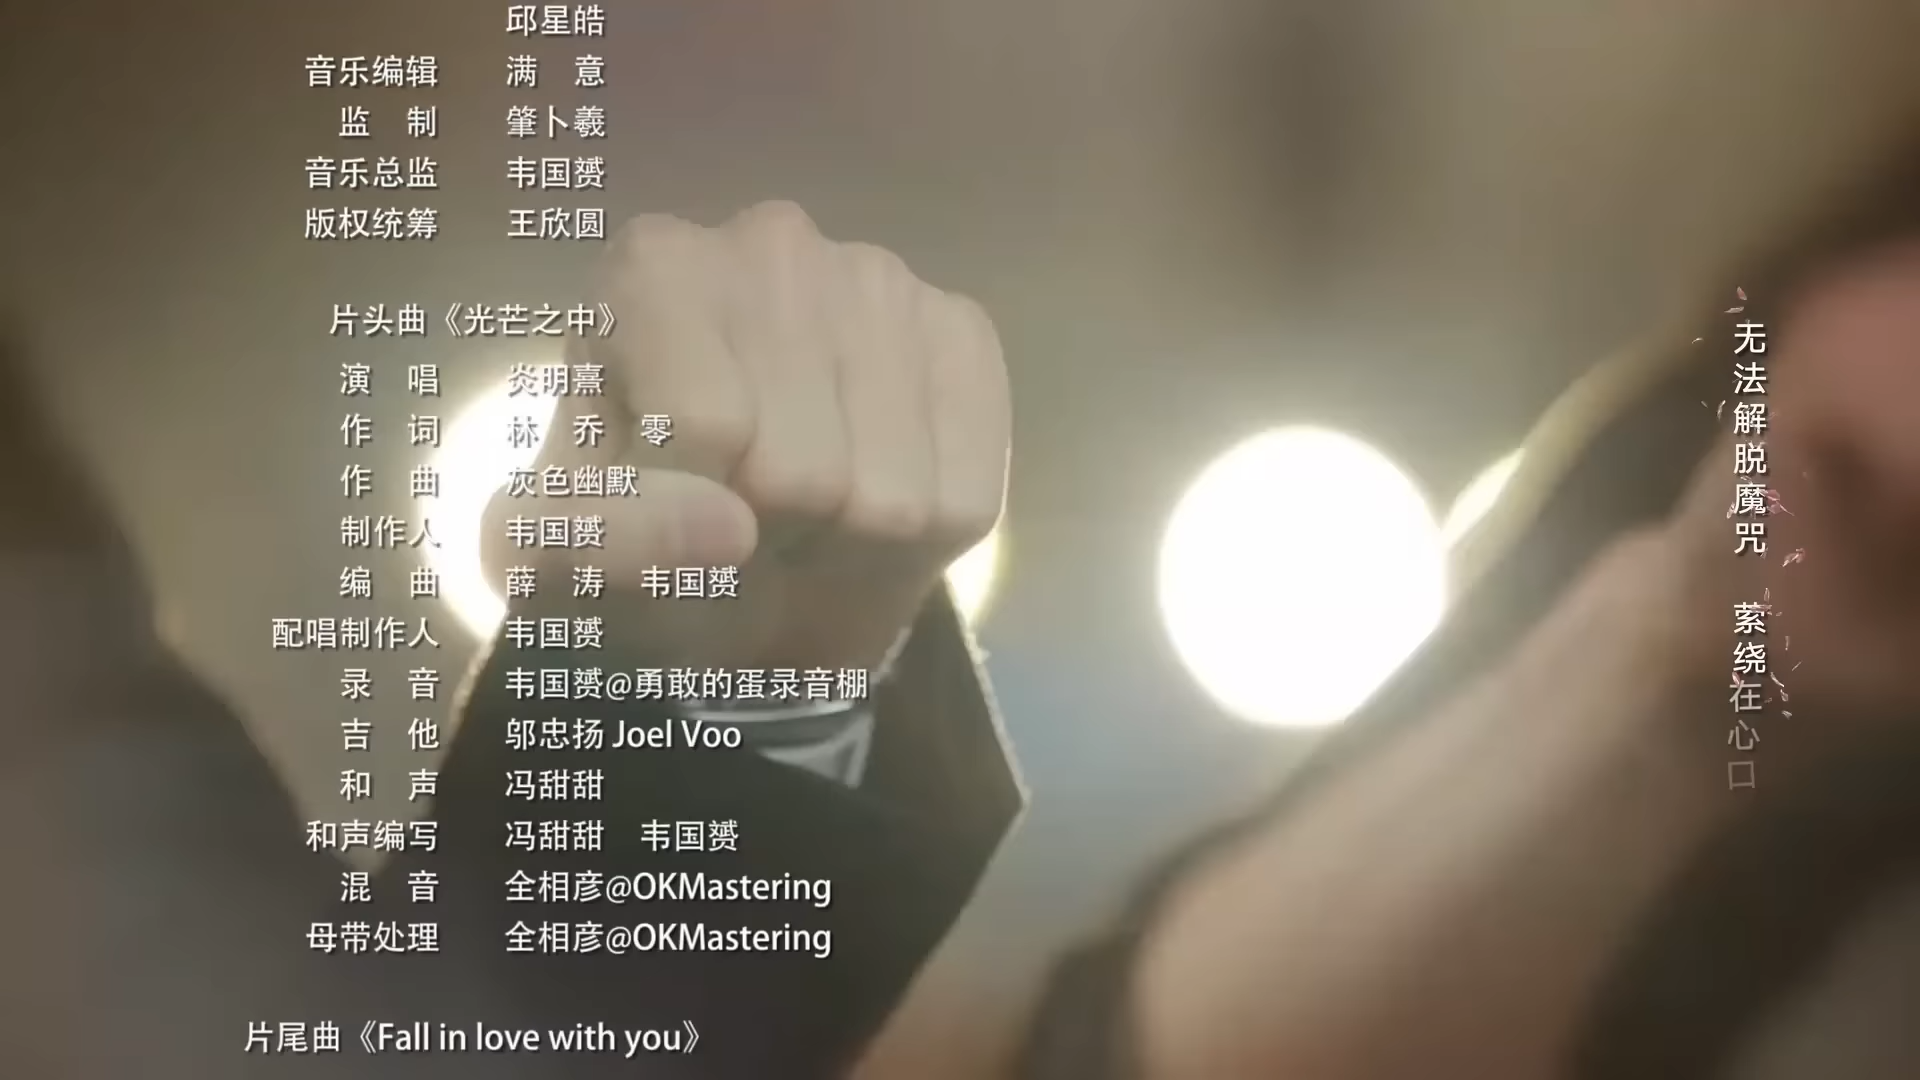 邱星皓
音乐编辑 满 意
监 制 肇卜羲
音乐总监 韦国赟
版权统筹 王欣圆
片头曲《光芒之中》
演 唱 炎明熹
作 词 林 乔 零
作 曲 灰色幽默
制作人 韦国赟
编 曲 薛 涛 韦国赟
配唱制作人 韦国赟
录 音 韦国赟@勇敢的蛋录音棚
吉 他 邬忠扬 Joel Voo
和 声 冯甜甜
和声编写 冯甜甜 韦国赟
混 音 全相彦@OKMastering
母带处理 全相彦@OKMastering
片尾曲《Fall in love with you》
无法解脱魔咒 萦绕在心口